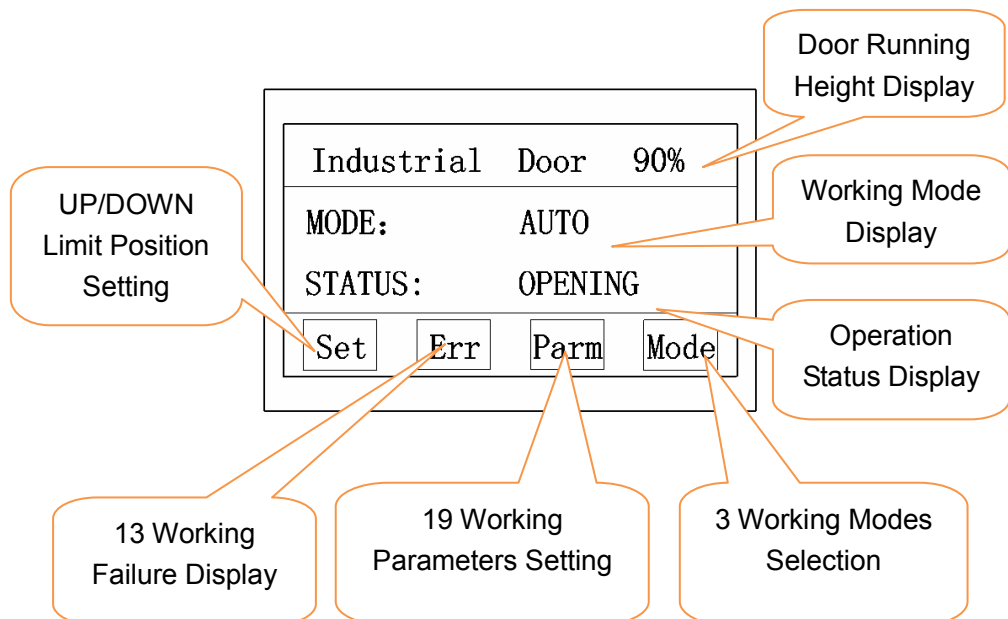 Door Running
Height Display
Industrial Door 90%
UP/DOWN
Limit Position
Setting
MODE： AUTO
Working Mode
Display
STATUS: OPENING
Set Err Parm Mode
Operation
Status Display
13 Working
Failure Display
19 Working
Parameters Setting
3 Working Modes
Selection